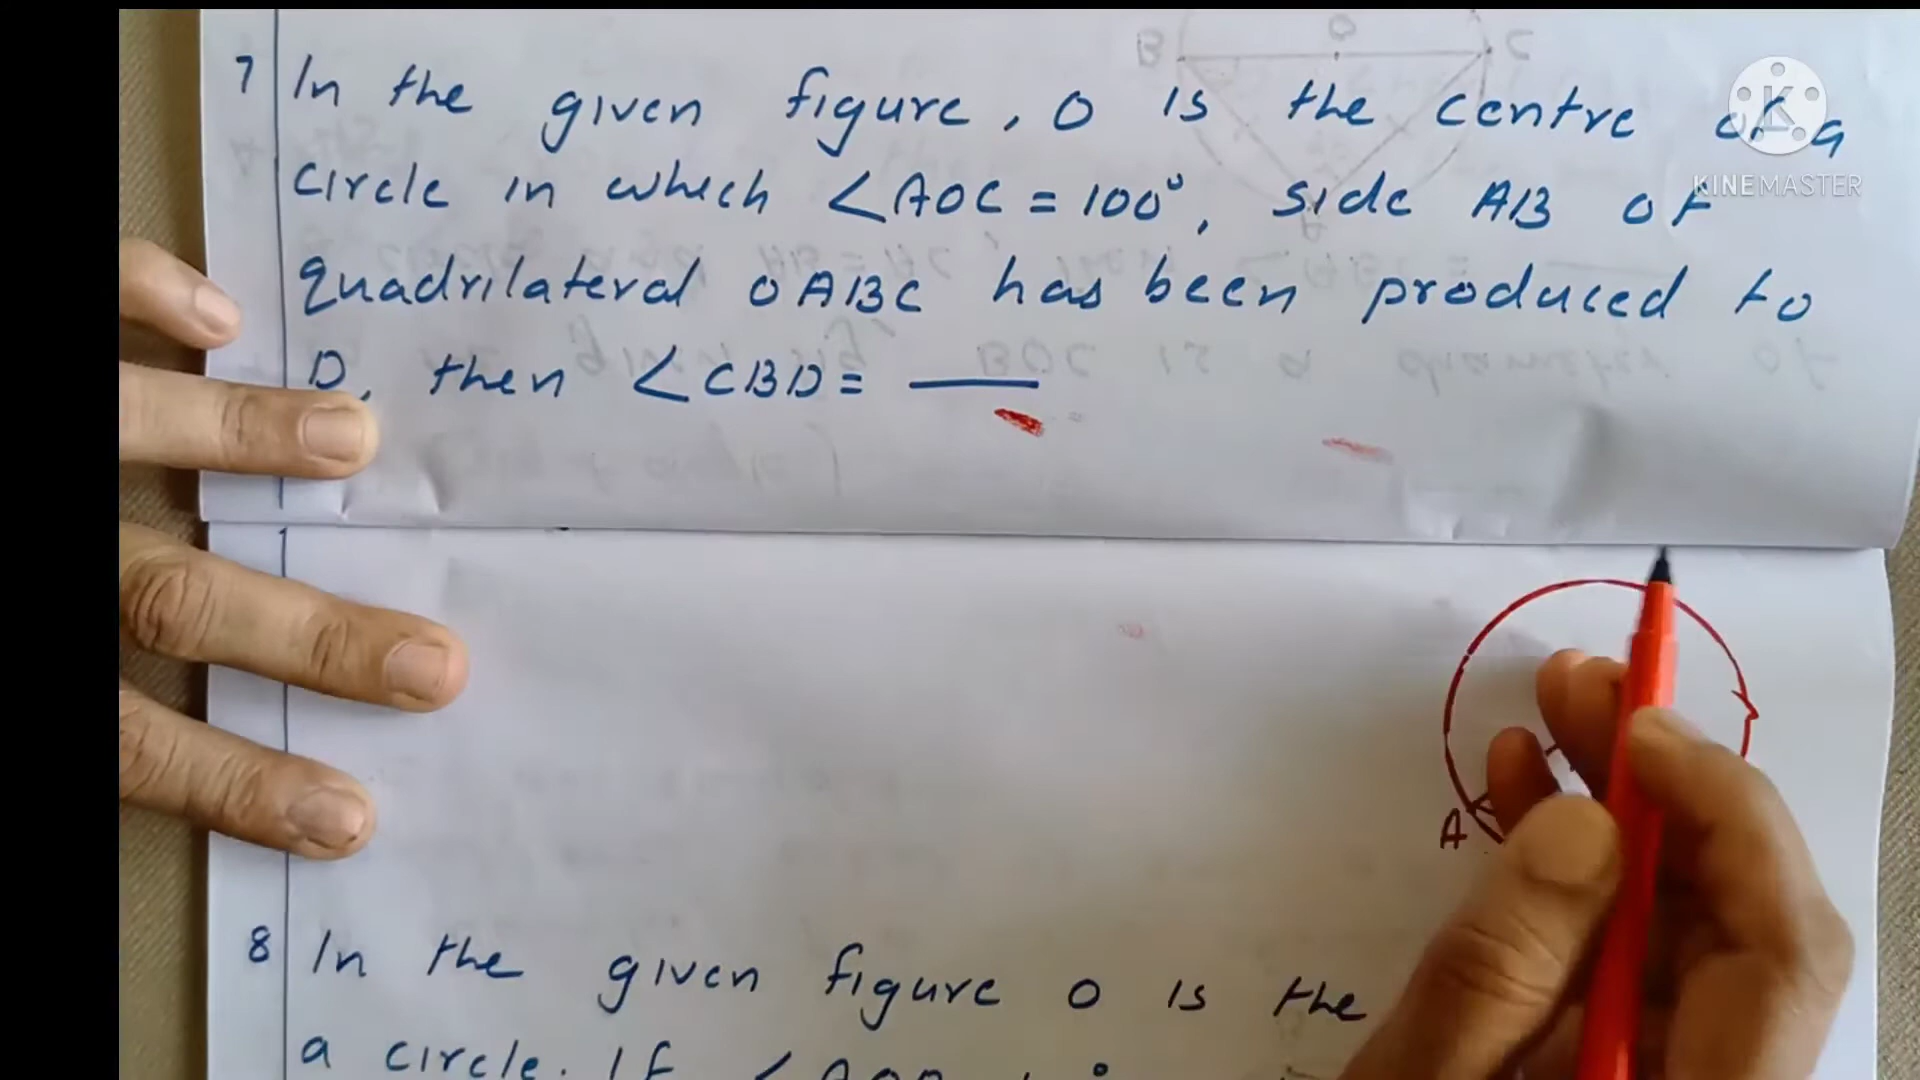 7 In the given figure, O is the centre of a
circle in which ∠AOC = 100°, side AB of
quadrilateral OABC has been produced to
D, then ∠CBD = ___
A
8 In the given figure O is the
a circle. If ∠
B O C
KINEMASTER